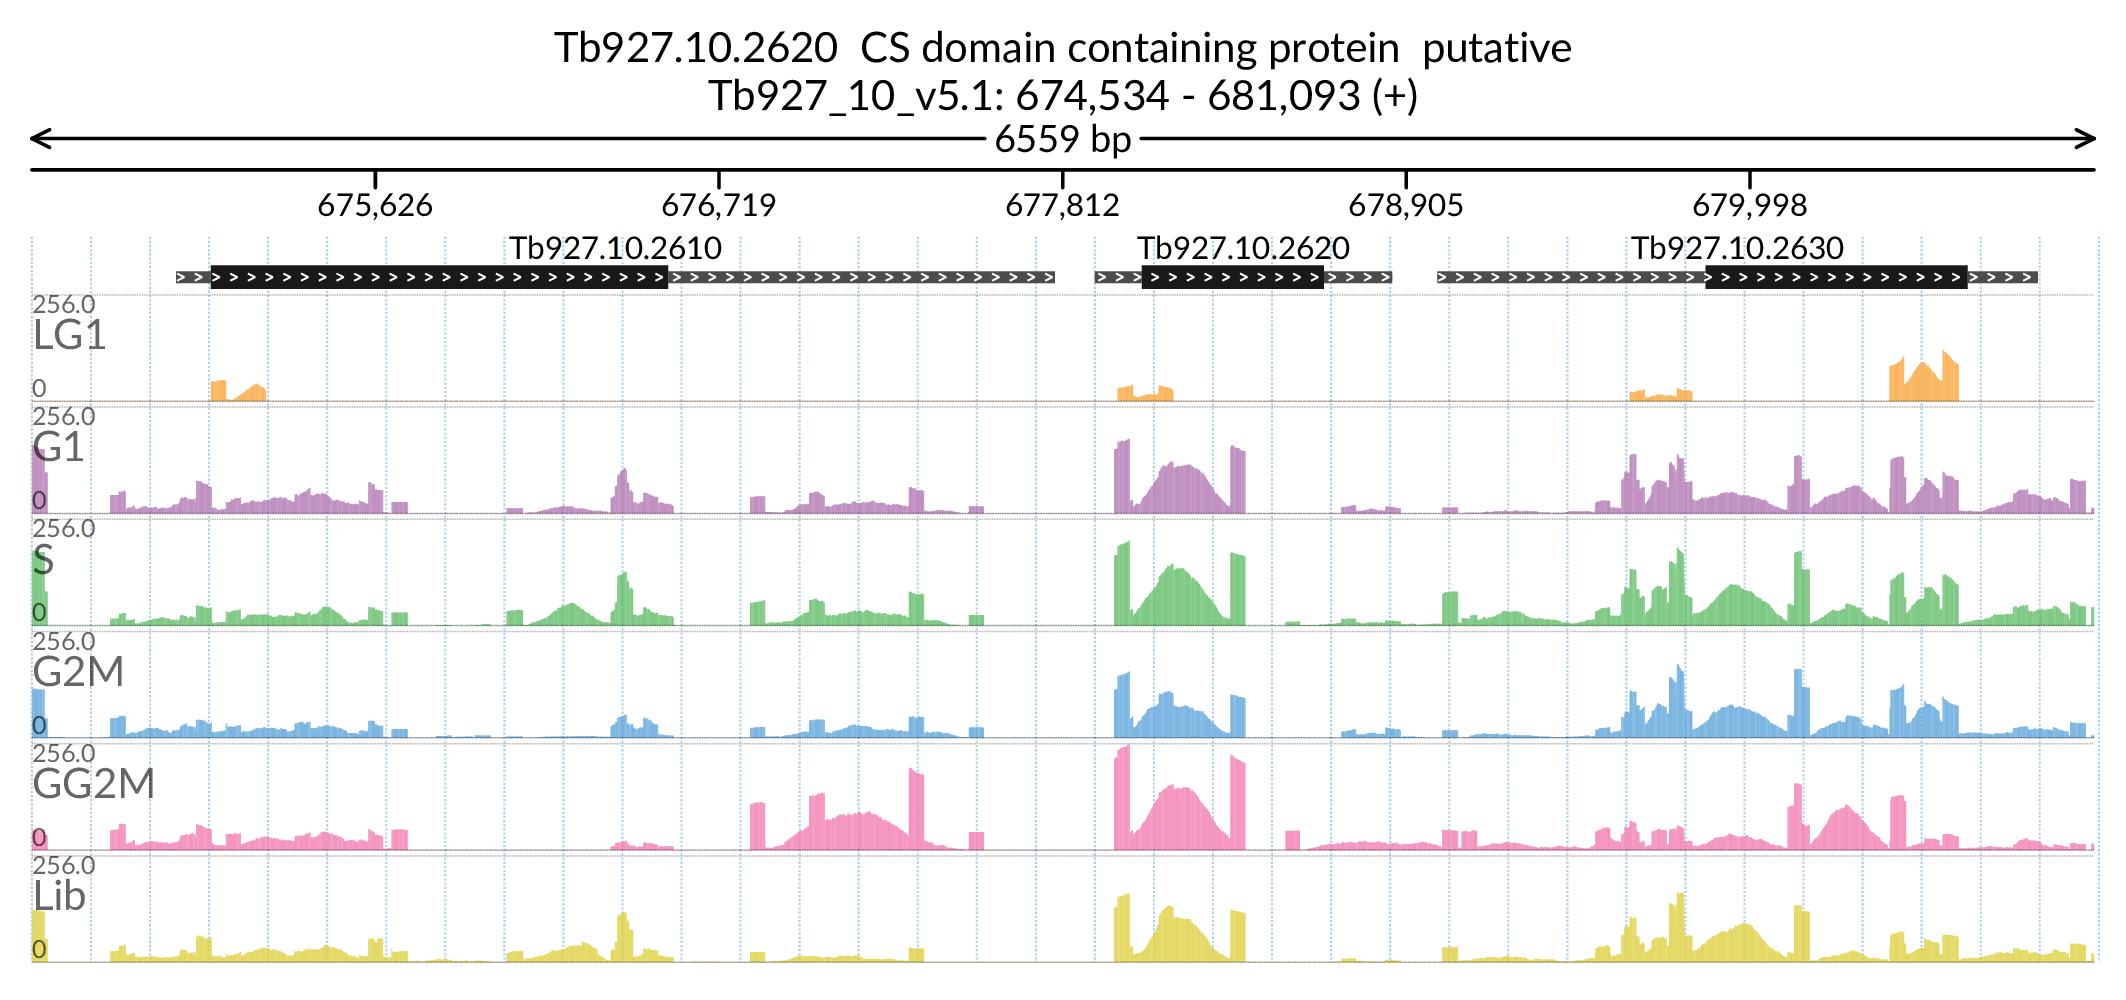 Tb927.10.2620 CS domain containing protein putative
Tb927_10_v5.1: 674,534 - 681,093 (+)
6559 bp
675,626 676,719 677,812 678,905 679,998
Tb927.10.2610 Tb927.10.2620 Tb927.10.2630
256.0
LG1
0
256.0
G1
0
256.0
S
0
256.0
G2M
0
256.0
GG2M
0
256.0
Lib
0